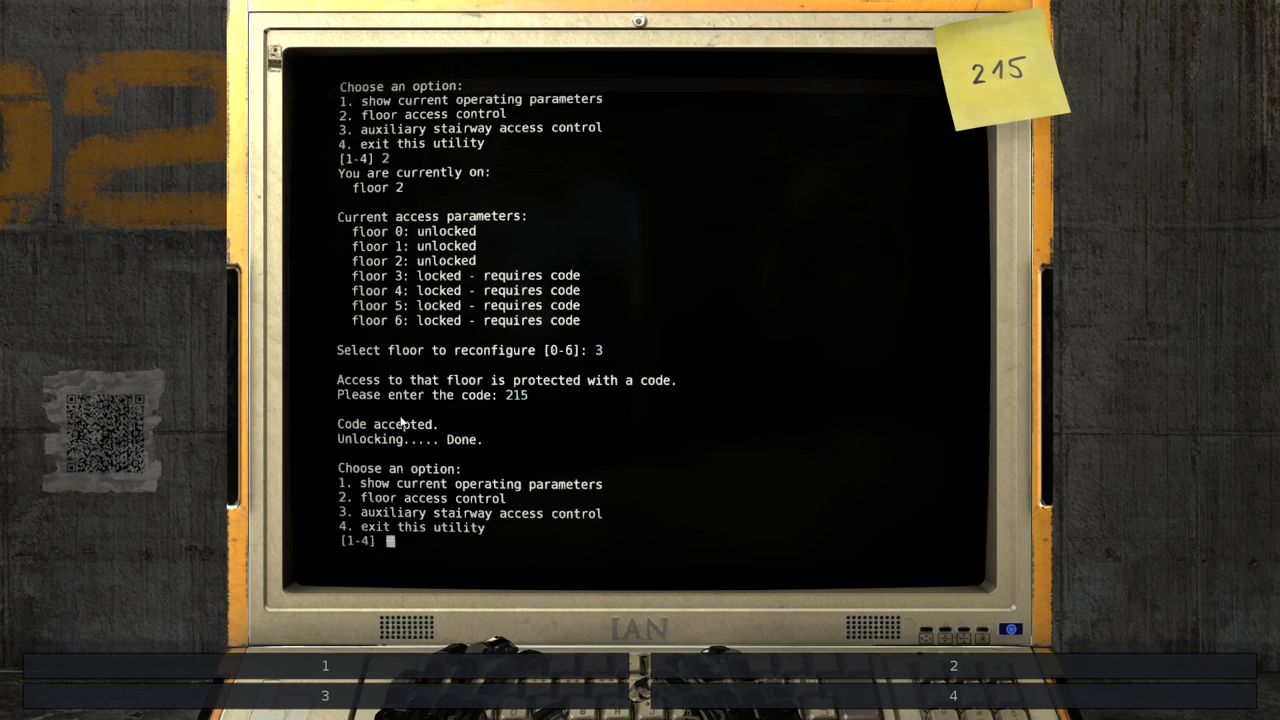 02
215
Choose an option:
1. show current operating parameters
2. floor access control
3. auxiliary stairway access control
4. exit this utility
[1-4] 2
You are currently on:
floor 2
Current access parameters:
floor 0: unlocked
floor 1: unlocked
floor 2: unlocked
floor 3: locked - requires code
floor 4: locked - requires code
floor 5: locked - requires code
floor 6: locked - requires code
Select floor to reconfigure [0-6]: 3
Access to that floor is protected with a code.
Please enter the code: 215
Code accepted.
Unlocking..... Done.
Choose an option:
1. show current operating parameters
2. floor access control
3. auxiliary stairway access control
4. exit this utility
[1-4]
IAN
1
2
3
4